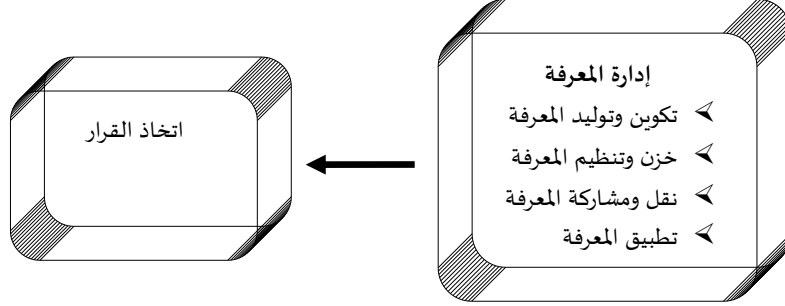 إدارة المعرفة
تكوين وتوليد المعرفة
خزن وتنظيم المعرفة
نقل ومشاركة المعرفة
تطبيق المعرفة
اتخاذ القرار